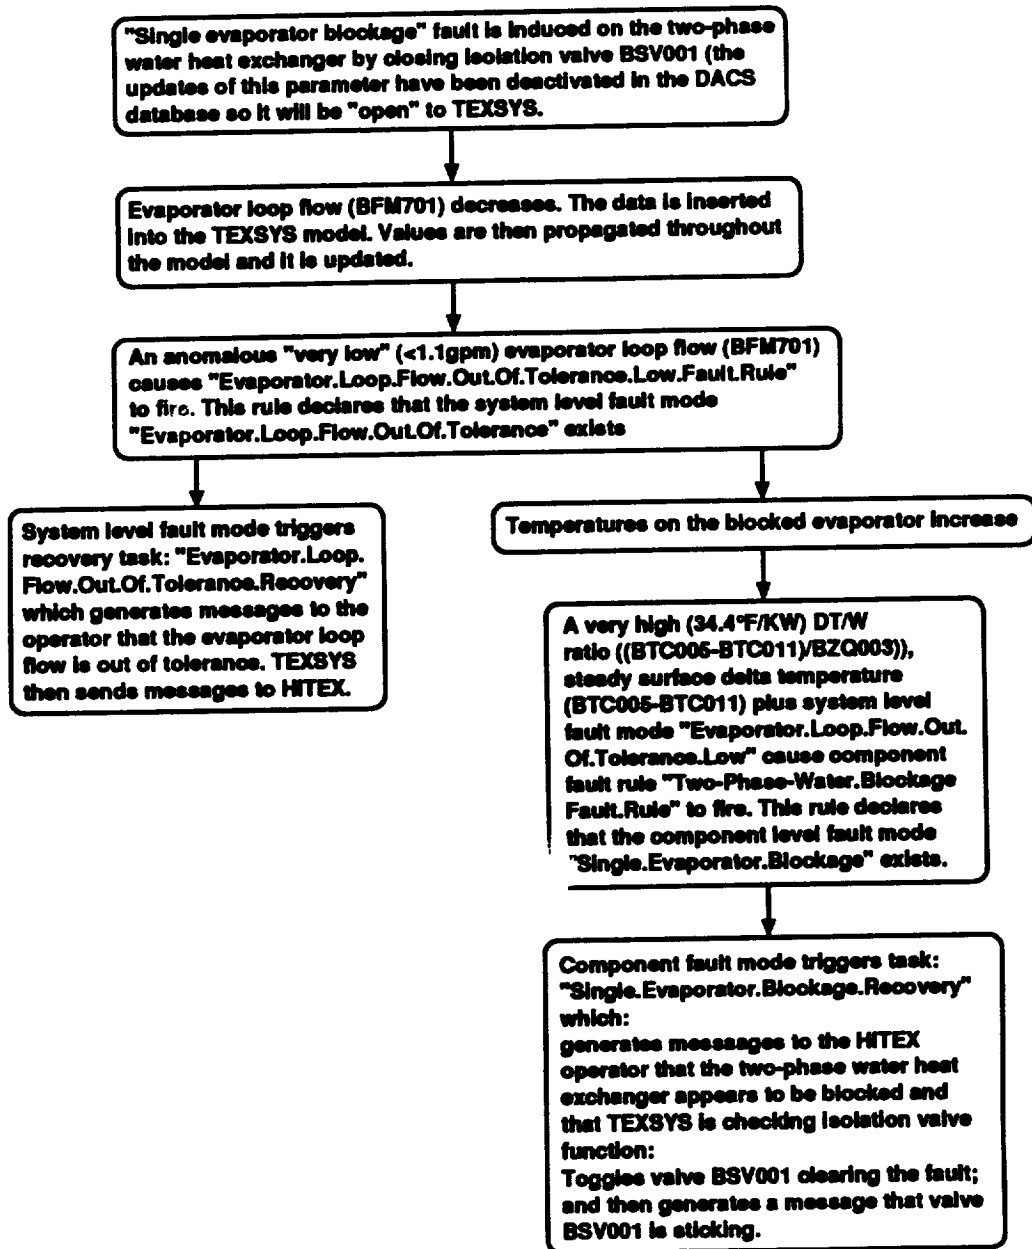 "Single evaporator blockage" fault is induced on the two-phase
water heat exchanger by closing isolation valve BSV001 (the
updates of this parameter have been deactivated in the DACS
database so it will be "open" to TEXSYS.
Evaporator loop flow (BFM701) decreases. The data is inserted
into the TEXSYS model. Values are then propagated throughout
the model and it is updated.
An anomalous "very low" (<1.1gpm) evaporator loop flow (BFM701)
causes "Evaporator.Loop.Flow.Out.Of.Tolerance.Low.Fault.Rule"
to fire. This rule declares that the system level fault mode
"Evaporator.Loop.Flow.Out.Of.Tolerance" exists
System level fault mode triggers
recovery task: "Evaporator.Loop.
Flow.Out.Of.Tolerance.Recovery"
which generates messages to the
operator that the evaporator loop
flow is out of tolerance. TEXSYS
then sends messages to HITEX.
Temperatures on the blocked evaporator increase
A very high (34.4°F/KW) DT/W
ratio ((BTC005-BTC011)/BZQ003)),
steady surface delta temperature
(BTC005-BTC011) plus system level
fault mode "Evaporator.Loop.Flow.Out.
Of.Tolerance.Low" cause component
fault rule "Two-Phase-Water.Blockage
Fault.Rule" to fire. This rule declares
that the component level fault mode
"Single.Evaporator.Blockage" exists.
Component fault mode triggers task:
"Single.Evaporator.Blockage.Recovery"
which:
generates messages to the HITEX
operator that the two-phase water heat
exchanger appears to be blocked and
that TEXSYS is checking isolation valve
function:
Toggles valve BSV001 clearing the fault;
and then generates a message that valve
BSV001 is sticking.